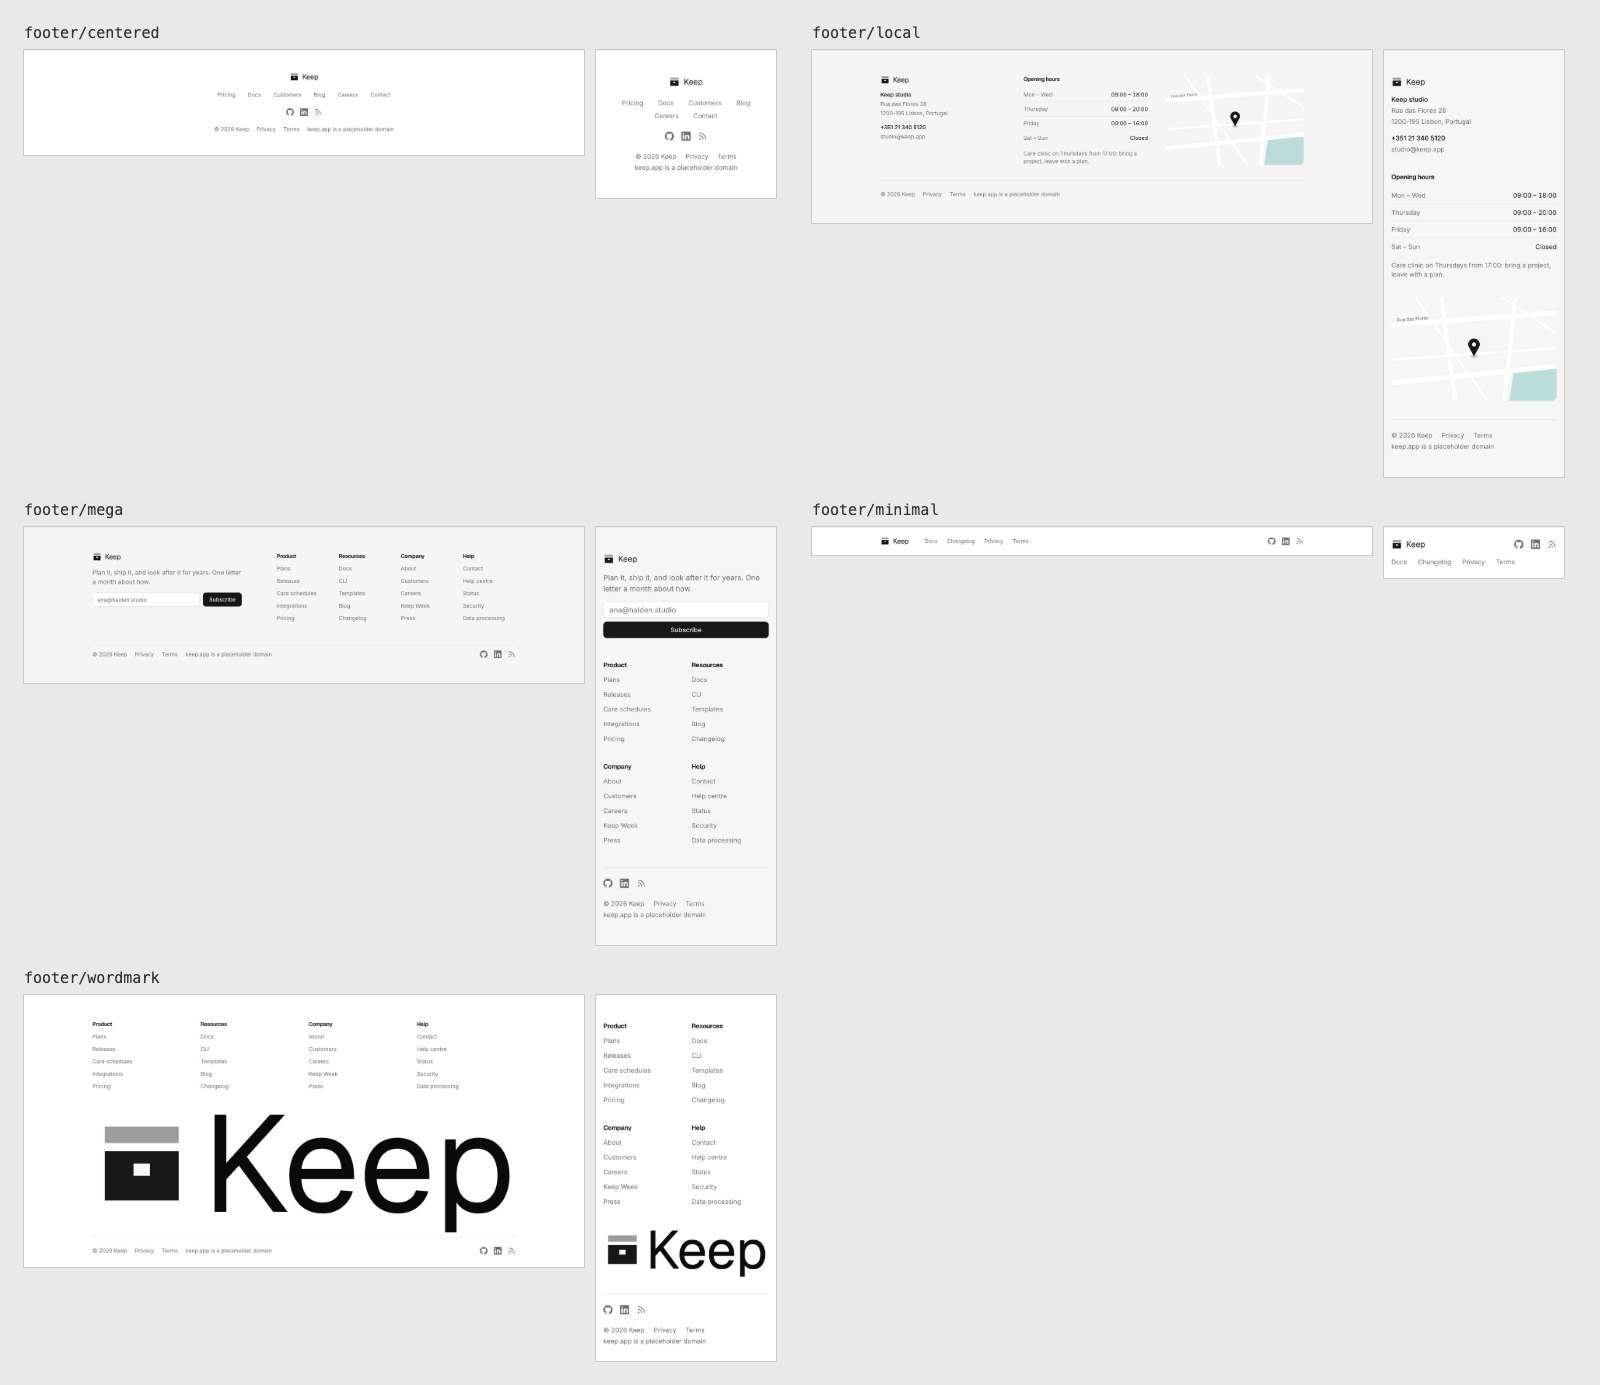 footer/centered
Keep
Pricing Docs Customers Blog Careers Contact
© 2026 Keep Privacy Terms keep.app is a placeholder domain
Keep
Pricing Docs Customers Blog
Careers Contact
© 2026 Keep Privacy Terms
keep.app is a placeholder domain
footer/local
Keep
Keep studio
Rua das Flores 28
1200-195 Lisbon, Portugal
+351 21 340 5120
studio@keep.app
Opening hours
Mon – Wed 09:00 – 18:00
Thursday 09:00 – 20:00
Friday 09:00 – 16:00
Sat – Sun Closed
Care clinic on Thursdays from 17:00: bring a
project, leave with a plan.
Rua das Flores
© 2026 Keep Privacy Terms keep.app is a placeholder domain
Keep
Keep studio
Rua das Flores 28
1200-195 Lisbon, Portugal
+351 21 340 5120
studio@keep.app
Opening hours
Mon – Wed 09:00 – 18:00
Thursday 09:00 – 20:00
Friday 09:00 – 16:00
Sat – Sun Closed
Care clinic on Thursdays from 17:00: bring a project,
leave with a plan.
Rua das Flores
© 2026 Keep Privacy Terms
keep.app is a placeholder domain
footer/mega
Keep
Plan it, ship it, and look after it for years. One letter
a month about how.
ana@halden.studio Subscribe
Product Resources Company Help
Plans Docs About Contact
Releases CLI Customers Help centre
Care schedules Templates Careers Status
Integrations Blog Keep Week Security
Pricing Changelog Press Data processing
© 2026 Keep Privacy Terms keep.app is a placeholder domain
Keep
Plan it, ship it, and look after it for years. One
letter a month about how.
ana@halden.studio
Subscribe
Product Resources
Plans Docs
Releases CLI
Care schedules Templates
Integrations Blog
Pricing Changelog
Company Help
About Contact
Customers Help centre
Careers Status
Keep Week Security
Press Data processing
© 2026 Keep Privacy Terms
keep.app is a placeholder domain
footer/minimal
Keep Docs Changelog Privacy Terms
Keep
Docs Changelog Privacy Terms
footer/wordmark
Product Resources Company Help
Plans Docs About Contact
Releases CLI Customers Help centre
Care schedules Templates Careers Status
Integrations Blog Keep Week Security
Pricing Changelog Press Data processing
Keep
© 2026 Keep Privacy Terms keep.app is a placeholder domain
Product Resources
Plans Docs
Releases CLI
Care schedules Templates
Integrations Blog
Pricing Changelog
Company Help
About Contact
Customers Help centre
Careers Status
Keep Week Security
Press Data processing
Keep
© 2026 Keep Privacy Terms
keep.app is a placeholder domain